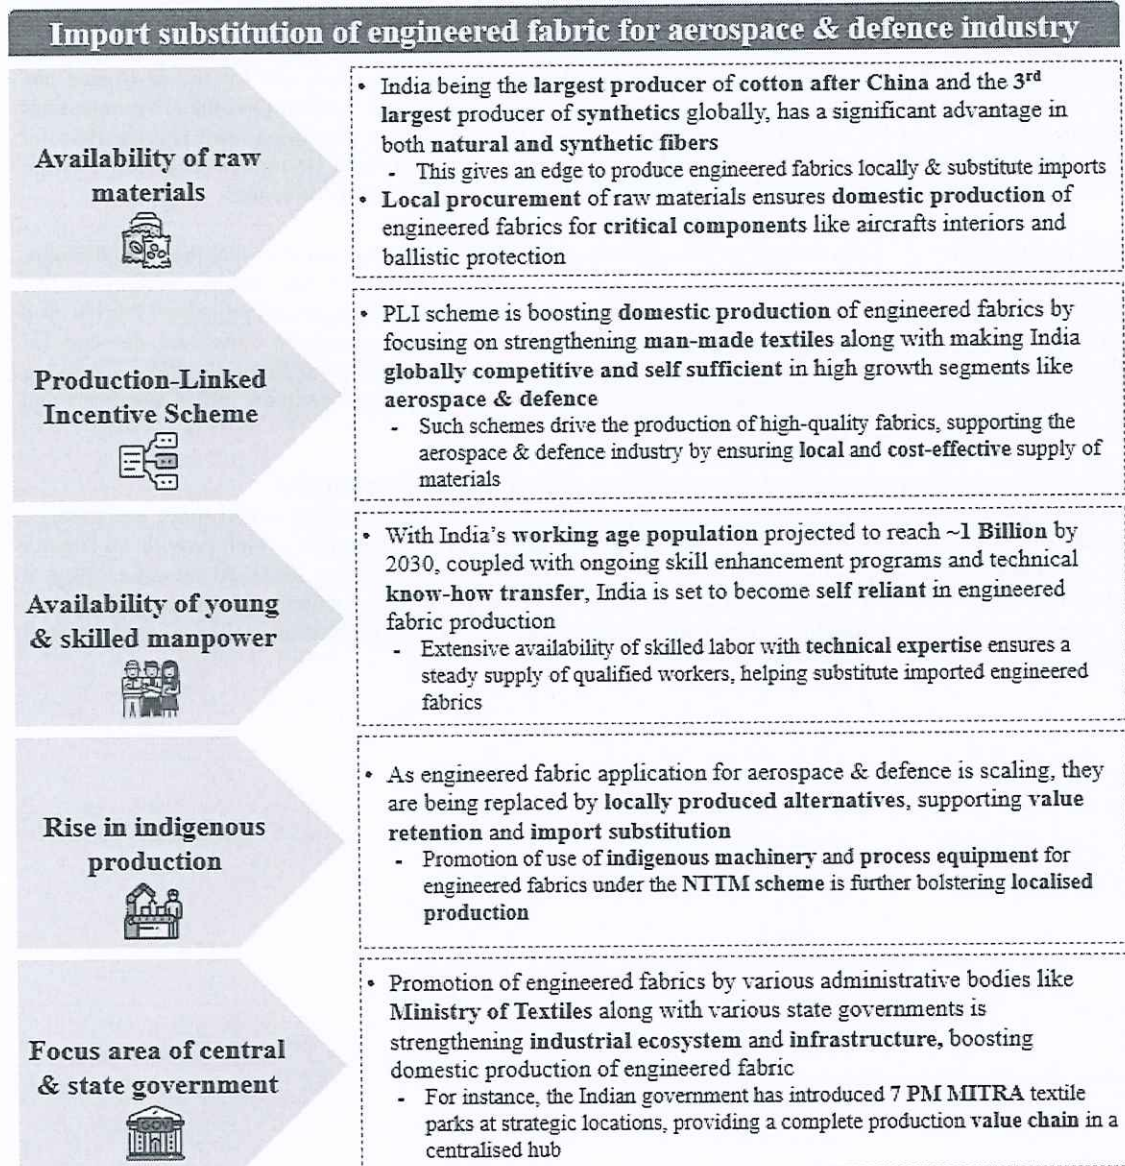 Import substitution of engineered fabric for aerospace & defence industry
Availability of raw
materials
• India being the largest producer of cotton after China and the 3rd
largest producer of synthetics globally, has a significant advantage in
both natural and synthetic fibers
- This gives an edge to produce engineered fabrics locally & substitute imports
• Local procurement of raw materials ensures domestic production of
engineered fabrics for critical components like aircrafts interiors and
ballistic protection
Production-Linked
Incentive Scheme
• PLI scheme is boosting domestic production of engineered fabrics by
focusing on strengthening man-made textiles along with making India
globally competitive and self sufficient in high growth segments like
aerospace & defence
- Such schemes drive the production of high-quality fabrics, supporting the
aerospace & defence industry by ensuring local and cost-effective supply of
materials
Availability of young
& skilled manpower
• With India's working age population projected to reach ~1 Billion by
2030, coupled with ongoing skill enhancement programs and technical
know-how transfer, India is set to become self reliant in engineered
fabric production
- Extensive availability of skilled labor with technical expertise ensures a
steady supply of qualified workers, helping substitute imported engineered
fabrics
Rise in indigenous
production
• As engineered fabric application for aerospace & defence is scaling, they
are being replaced by locally produced alternatives, supporting value
retention and import substitution
- Promotion of use of indigenous machinery and process equipment for
engineered fabrics under the NTTM scheme is further bolstering localised
production
Focus area of central
& state government
GOV
• Promotion of engineered fabrics by various administrative bodies like
Ministry of Textiles along with various state governments is
strengthening industrial ecosystem and infrastructure, boosting
domestic production of engineered fabric
- For instance, the Indian government has introduced 7 PM MITRA textile
parks at strategic locations, providing a complete production value chain in a
centralised hub